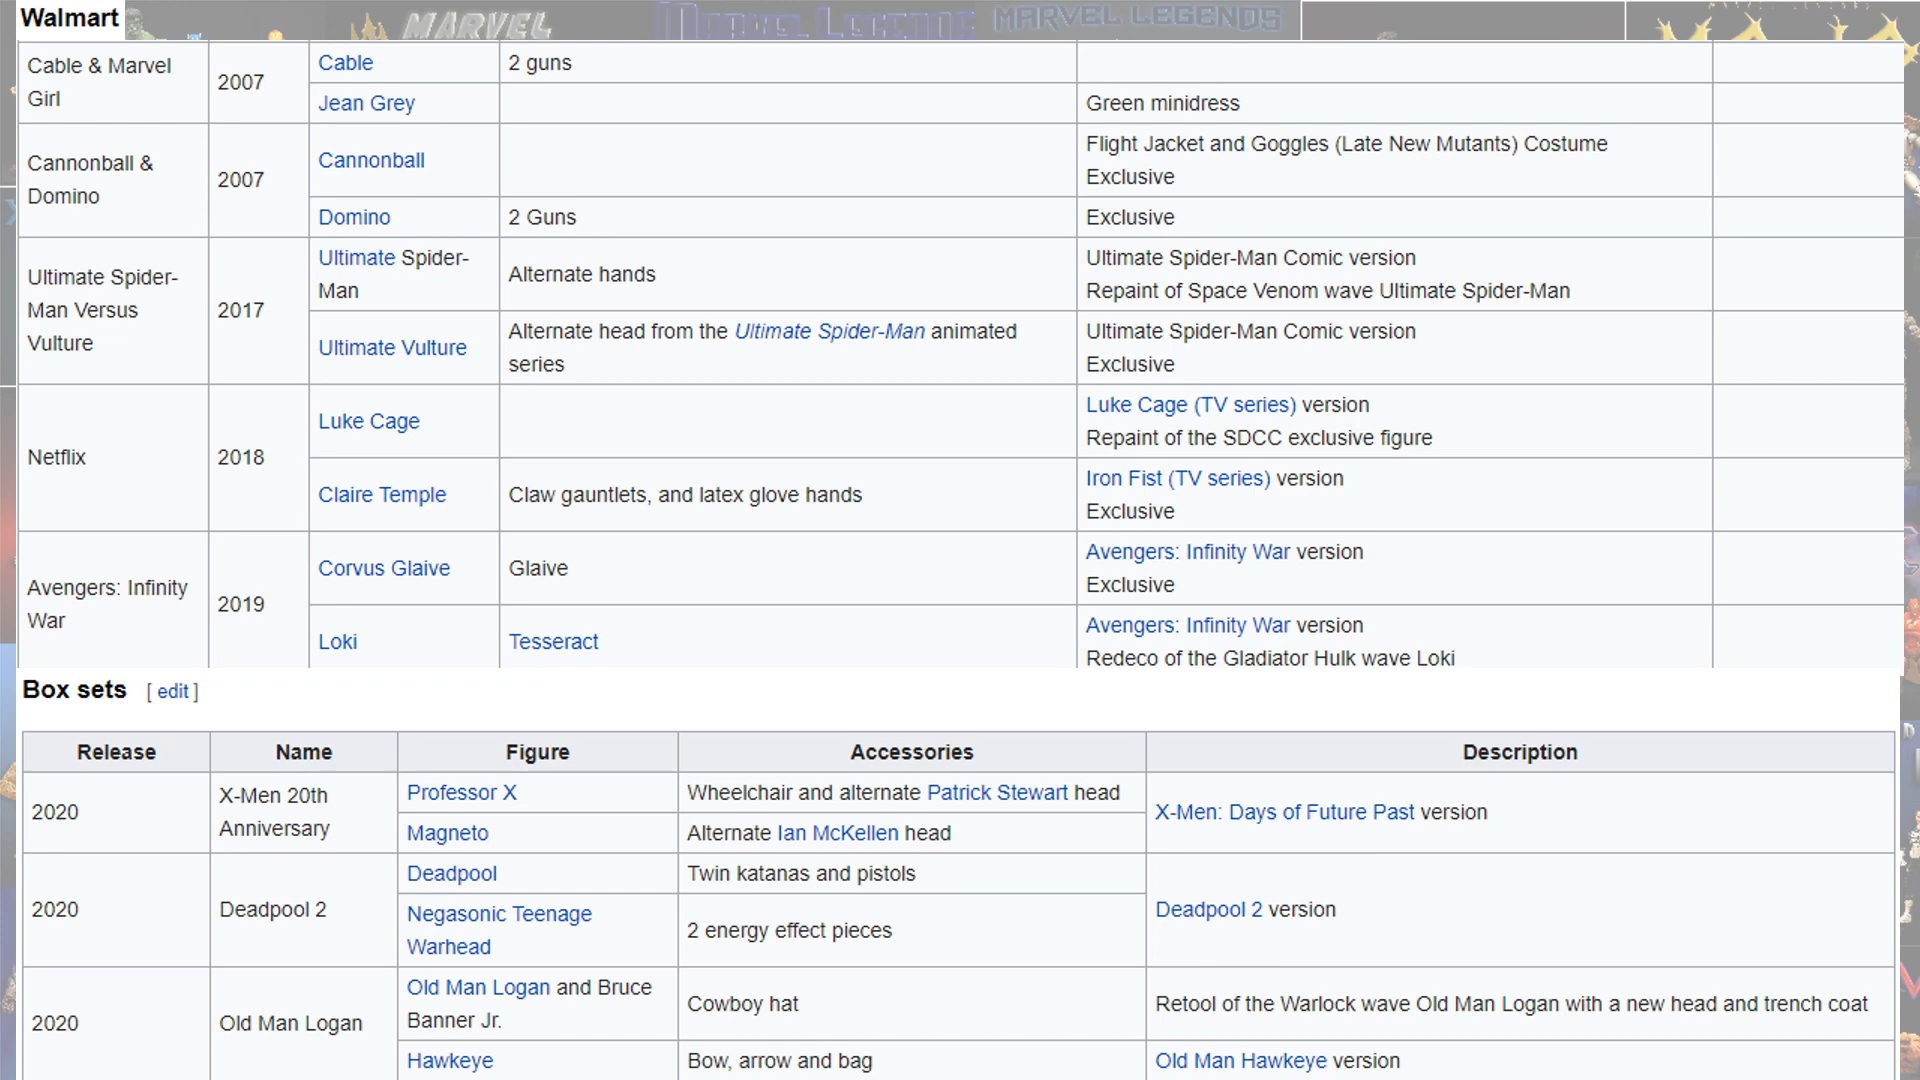 Walmart
MARVEL
MARVEL LEGENDS
MARVEL LEGENDS
Cable & Marvel
Girl
2007
Cable
2 guns
Jean Grey
Green minidress
Cannonball &
Domino
2007
Cannonball
Flight Jacket and Goggles (Late New Mutants) Costume
Exclusive
Domino
2 Guns
Exclusive
Ultimate Spider-
Man Versus
Vulture
2017
Ultimate Spider-
Man
Alternate hands
Ultimate Spider-Man Comic version
Repaint of Space Venom wave Ultimate Spider-Man
Ultimate Vulture
Alternate head from the Ultimate Spider-Man animated
series
Ultimate Spider-Man Comic version
Exclusive
Netflix
2018
Luke Cage
Luke Cage (TV series) version
Repaint of the SDCC exclusive figure
Claire Temple
Claw gauntlets, and latex glove hands
Iron Fist (TV series) version
Exclusive
Avengers: Infinity
War
2019
Corvus Glaive
Glaive
Avengers: Infinity War version
Exclusive
Loki
Tesseract
Avengers: Infinity War version
Redeco of the Gladiator Hulk wave Loki
Box sets [ edit ]
Release Name Figure Accessories Description
2020
X-Men 20th
Anniversary
Professor X
Wheelchair and alternate Patrick Stewart head
X-Men: Days of Future Past version
Magneto
Alternate Ian McKellen head
2020
Deadpool 2
Deadpool
Twin katanas and pistols
Deadpool 2 version
Negasonic Teenage
Warhead
2 energy effect pieces
2020
Old Man Logan
Old Man Logan and Bruce
Banner Jr.
Cowboy hat
Retool of the Warlock wave Old Man Logan with a new head and trench coat
Hawkeye
Bow, arrow and bag
Old Man Hawkeye version